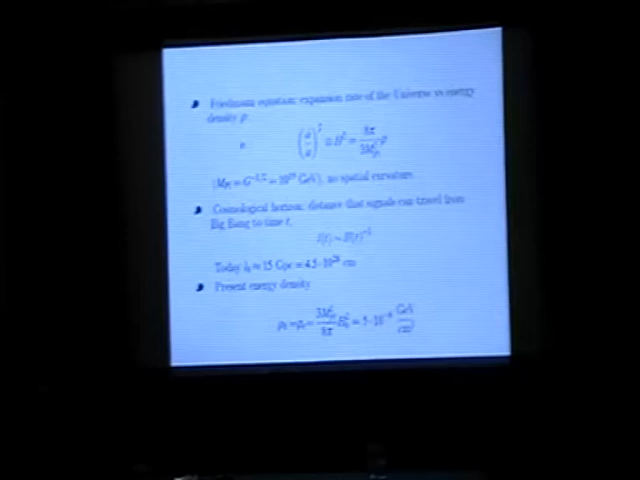 Friedmann equation: expansion rate of the Universe vs energy
density ρ:
(ȧ/a)² ≡ H² = 8π/3M²_Pl ρ
(M_Pl = G^{-1/2} = 10^{19} GeV), no spatial curvature
Cosmological horizon: distance that signals can travel from
Big Bang to time t,
l(t) ∼ H(t)^{-1}
Today l₀ ≈ 15 Gpc = 4.5 · 10^{28} cm
Present energy density
ρ₀ = ρ_c = 3M²_Pl/8π H₀² = 5 · 10^{-6} GeV/cm³